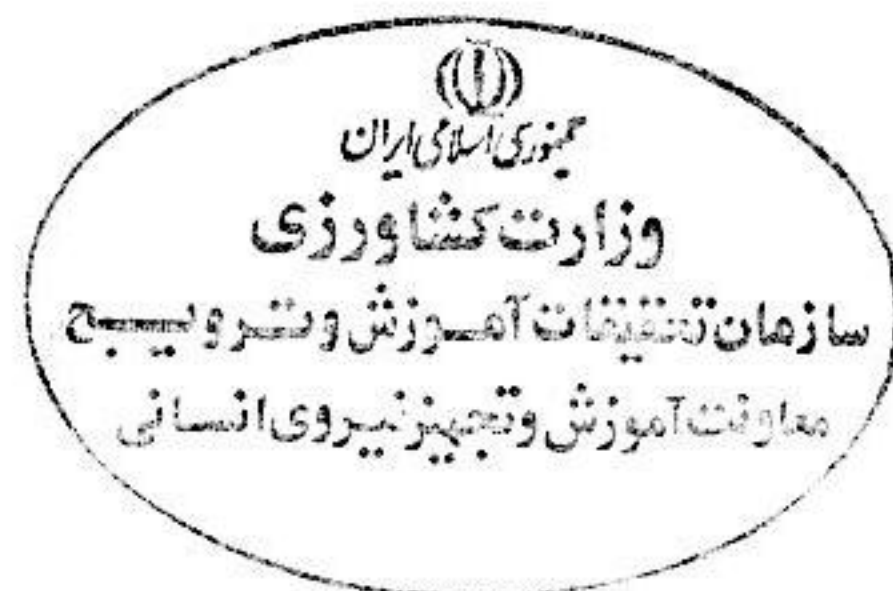 جمهوری اسلامی ایران
وزارت کشاورزی
سازمان تحقیقات آموزش و ترویج
معاونت آموزش و تجهیز نیروی انسانی